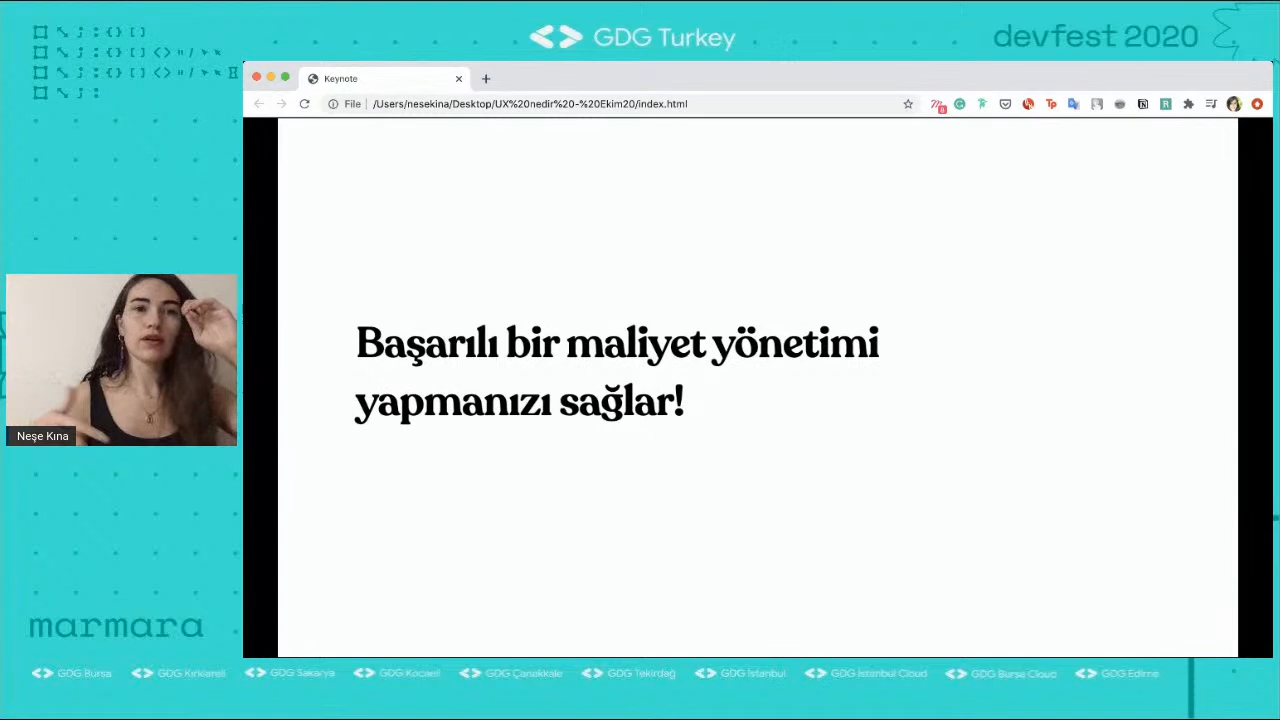 GDG Turkey
devfest 2020
Keynote
File | /Users/nesekina/Desktop/UX%20nedir%20-%20Ekim20/index.html
Başarılı bir maliyet yönetimi
yapmanızı sağlar!
Neşe Kına
marmara
GDG Bursa GDG Kırklareli GDG Sakarya GDG Kocaeli GDG Çanakkale GDG Tekirdağ GDG İstanbul GDG İstanbul Cloud GDG Bursa Cloud GDG Edirne